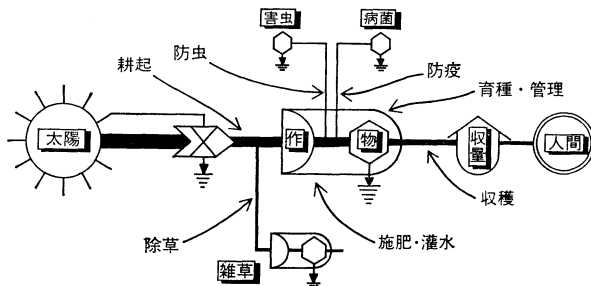 害虫
病菌
防虫
耕起
防疫
育種・管理
太陽
作
物
収量
人間
収穫
除草
施肥・灌水
雑草